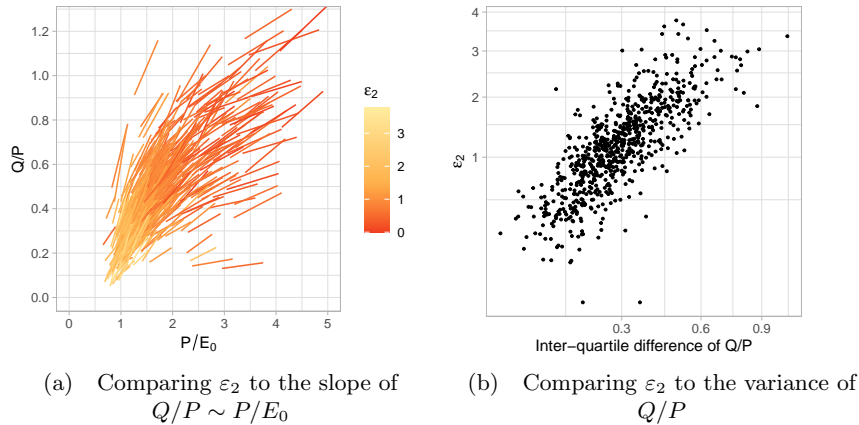 1.2
1.0
0.8
0.6
0.4
0.2
0.0
Q/P
0 1 2 3 4 5
P/E₀
ε₂
3
2
1
0
4
3
2
1
ε₂
0.3 0.6 0.9
Inter−quartile difference of Q/P
(a) Comparing ε₂ to the slope of
Q/P ∼ P/E₀
(b) Comparing ε₂ to the variance of
Q/P